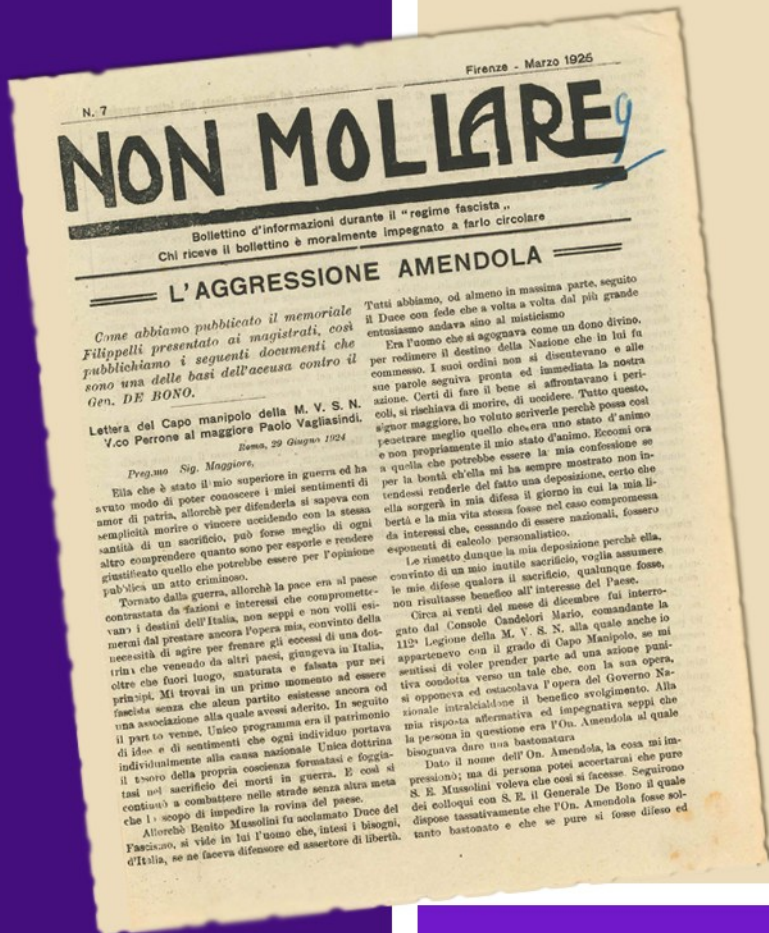 N. 7
Firenze - Marzo 1925
NON MOLLARE
9
Bollettino d'informazioni durante il "regime fascista„
Chi riceve il bollettino è moralmente impegnato a farlo circolare
L'AGGRESSIONE AMENDOLA
Come abbiamo pubbticato il memoriale
Filippelli presentato ai magistrati, così
pubblichiamo i seguenti documenti che
sono una delle basi dell'aceusa contro il
Gen. DE BONO.
Lettera del Capo manipolo della M. V. S. N.
V.co Perrone al maggiore Paolo Vagliasindi.
Roma, 29 Giugno 1924
Preg.mo Sig. Maggiore,
Ella che è stato il mio superiore in guerra ed ha
avuto modo di poter conoscere i miei sentimenti di
amor di patria, allorchè per difenderla si sapeva con
semplicità morire o vincere uccidendo con la stessa
santità di un sacrificio, può forse meglio di ogni
altro comprendere quanto sono per esporle e rendere
giustificato quello che potrebbe essere per l'opinione
pubblica un atto criminoso.
Tornato dalla guerra, allorchè la pace era al paese
contrastata da fazioni e interessi che compromette-
vano i destini dell'Italia, non seppi e non volli esi-
mermi dal prestare ancora l'opera mia, convinto della
necessità di agire per frenare gli eccessi di una dot-
trina che venendo da altri paesi, giungeva in Italia,
oltre che fuori luogo, snaturata e falsata pur nei
principi. Mi trovai in un primo momento ad essere
fascista senza che alcun partito esistesse ancora od
una associazione alla quale avessi aderito. In seguito
il partito venne. Unico programma era il patrimonio
di idee e di sentimenti che ogni individuo portava
individualmente alla causa nazionale Unica dottrina
il tesoro della propria coscienza formatasi e foggia-
tasi nel sacrificio dei morti in guerra. E così si
continuò a combattere nelle strade senza altra meta
che lo scopo di impedire la rovina del paese.
Allorchè Benito Mussolini fu acclamato Duce del
Fascismo, si vide in lui l'uomo che, intesi i bisogni,
d'Italia, se ne faceva difensore ed assertore di libertà.
Tutti abbiamo, od almeno in massima parte, seguito
il Duce con fede che a volta a volta dal più grande
entusiasmo andava sino al misticismo
Era l'uomo che si agognava come un dono divino,
per redimere il destino della Nazione che in lui fu
commesso. I suoi ordini non si discutevano e alle
sue parole seguiva pronta ed immediata la nostra
azione. Certi di fare il bene si affrontavano i peri-
coli, si rischiava di morire, di uccidere. Tutto questo,
signor maggiore, ho voluto scriverle perchè possa così
penetrare meglio quello che era uno stato d'animo
e non propriamente il mio stato d'animo. Eccomi ora
a quella che potrebbe essere la mia confessione se
per la bontà ch'ella mi ha sempre mostrato non in-
tendessi renderle del fatto una deposizione, certo che
ella sorgerà in mia difesa il giorno in cui la mia li-
bertà e la mia vita stessa fosse nel caso compromessa
da interessi che, cessando di essere nazionali, fossero
esponenti di calcolo personalistico.
Le rimetto dunque la mia deposizione perchè ella,
convinto di un mio inutile sacrificio, voglia assumere
le mie difese qualora il sacrificio, qualunque fosse,
non risultasse benefico all'interesse del Paese.
Circa ai venti del mese di dicembre fui interro-
gato dal Console Candelori Mario, comandante la
112ª Legione della M. V. S. N. alla quale anche io
appartenevo con il grado di Capo Manipolo, se mi
sentissi di voler prender parte ad una azione puni-
tiva condotta verso un tale che, con la sua opera,
si opponeva ed ostacolava l'opera del Governo Na-
zionale intralciandone il benefico svolgimento. Alla
mia risposta affermativa ed impegnativa seppi che
la persona in questione era l'On. Amendola al quale
bisognava dare una bastonatura
Dato il nome dell'On. Amendola, la cosa mi im-
pressionò; ma di persona potei accertarmi che pure
S. E. Mussolini voleva che così si facesse. Seguirono
dei colloqui con S. E. il Generale De Bono il quale
dispose tassativamente che l'On. Amendola fosse sol-
tanto bastonato e che se pure si fosse difeso ed